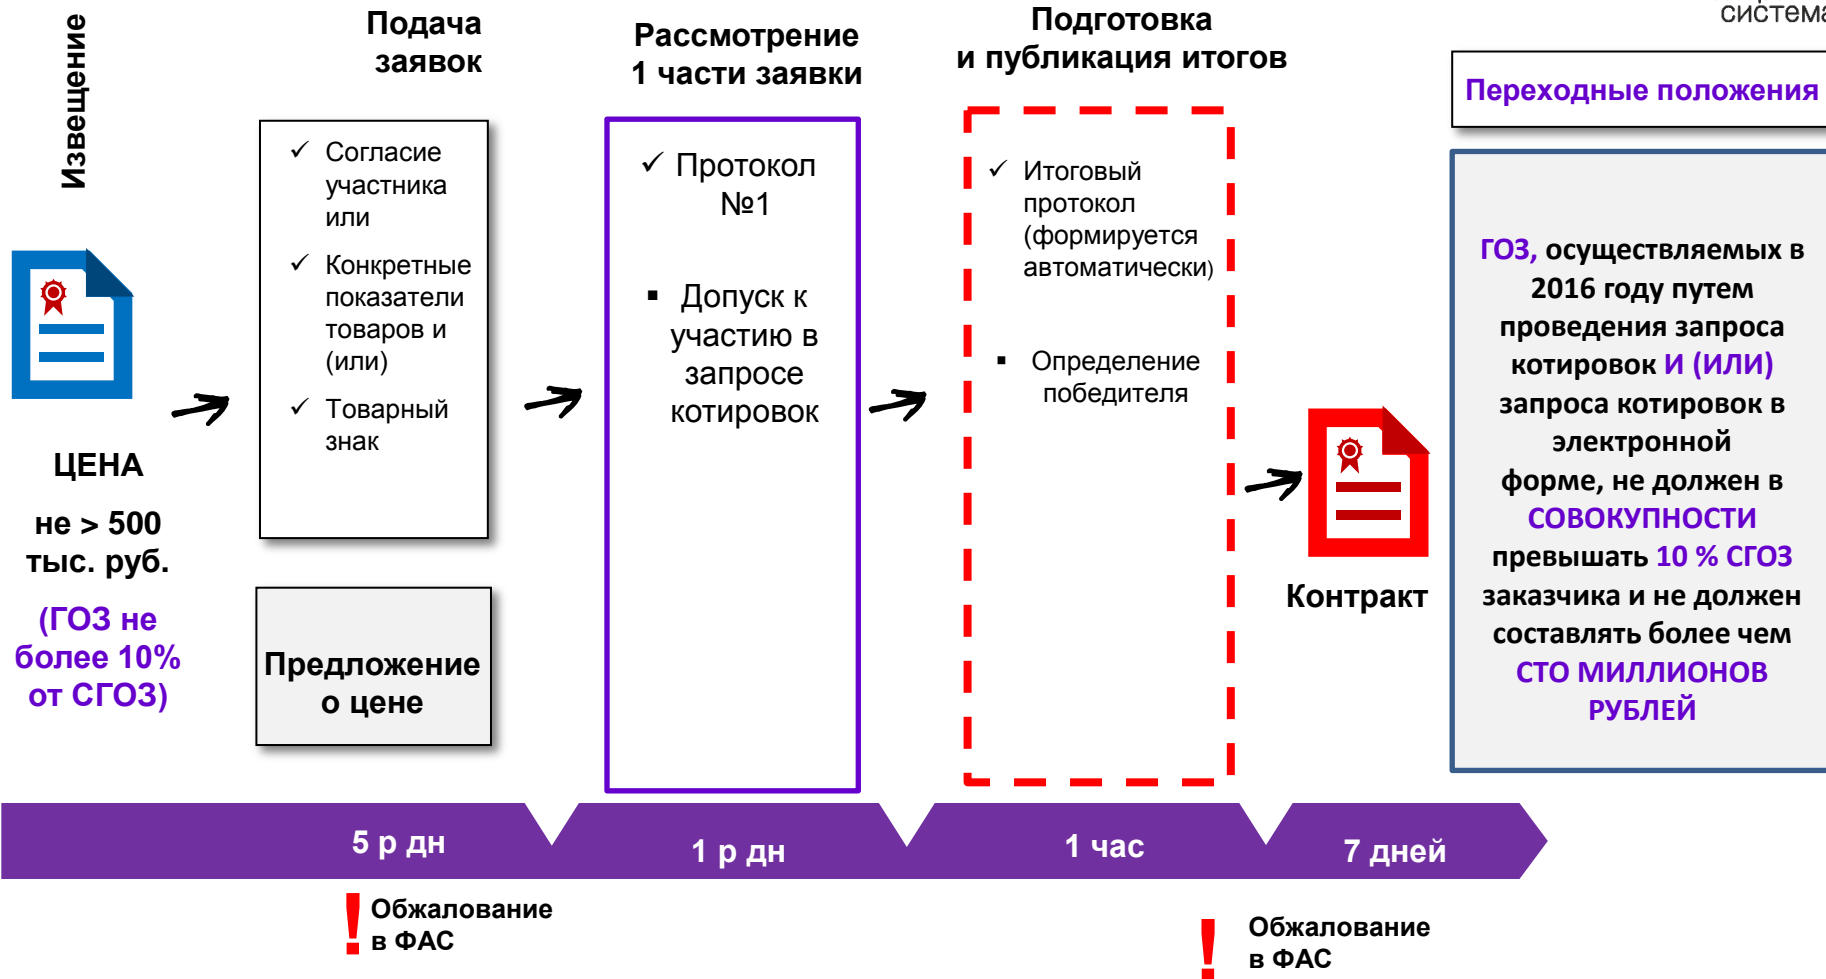 Извещение
ЦЕНА
не > 500
тыс. руб.
(ГОЗ не
более 10%
от СГОЗ)
Подача
заявок
✓ Согласие
участника
или
✓ Конкретные
показатели
товаров и
(или)
✓ Товарный
знак
Предложение
о цене
Рассмотрение
1 части заявки
✓ Протокол
№1
▪ Допуск к
участию в
запросе
котировок
Подготовка
и публикация итогов
✓ Итоговый
протокол
(формируется
автоматически)
▪ Определение
победителя
Контракт
система
Переходные положения
ГОЗ, осуществляемых в
2016 году путем
проведения запроса
котировок И (ИЛИ)
запроса котировок в
электронной
форме, не должен в
СОВОКУПНОСТИ
превышать 10 % СГОЗ
заказчика и не должен
составлять более чем
СТО МИЛЛИОНОВ
РУБЛЕЙ
5 р дн
1 р дн
1 час
7 дней
! Обжалование
в ФАС
! Обжалование
в ФАС